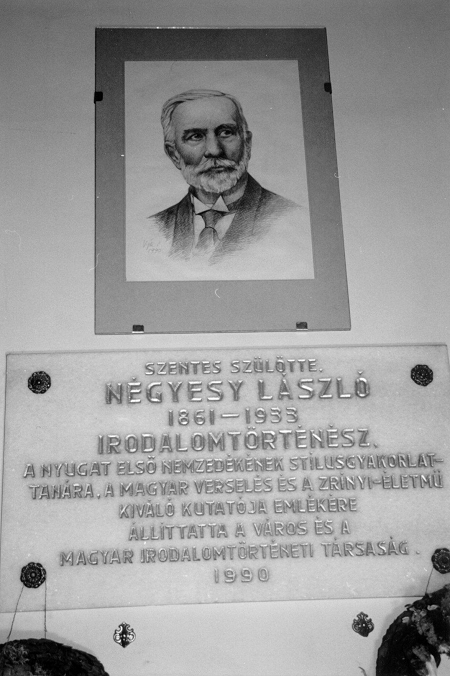 SZENTES SZÜLÖTTE.
NÉGYESY LÁSZLÓ
1861–1933
IRODALOMTÖRTÉNÉSZ.
A NYUGAT ELSŐ NEMZEDÉKÉNEK STÍLUSGYAKORLAT-
TANÁRA, A MAGYAR VERSELÉS ÉS A ZRÍNYI-ÉLETMŰ
KIVÁLÓ KUTATÓJA EMLÉKÉRE
ÁLLÍTTATTA A VÁROS ÉS A
MAGYAR IRODALOMTÖRTÉNETI TÁRSASÁG.
1990